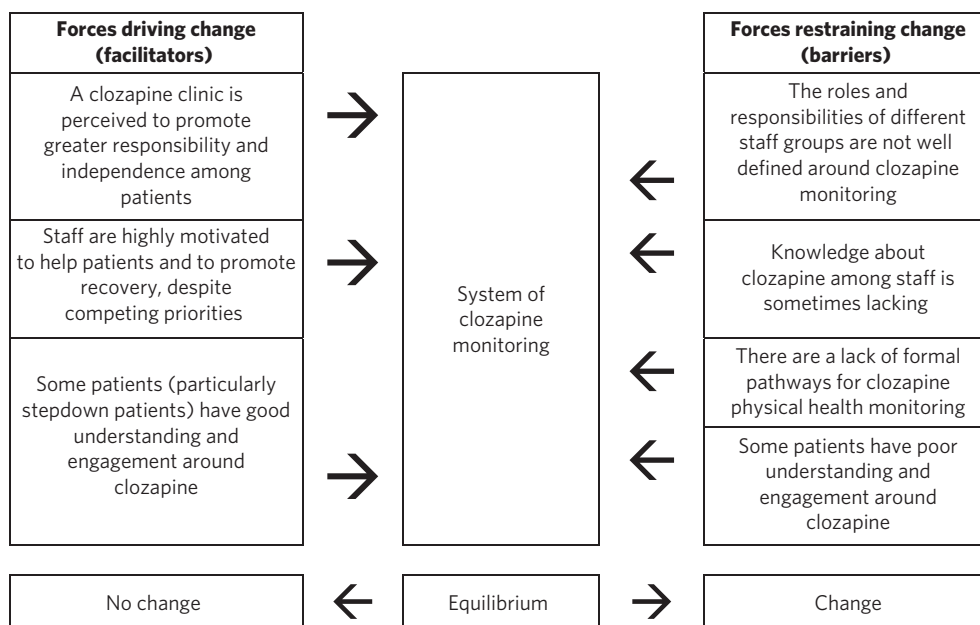 Forces driving change
(facilitators)
A clozapine clinic is
perceived to promote
greater responsibility and
independence among
patients
Staff are highly motivated
to help patients and to promote
recovery, despite
competing priorities
Some patients (particularly
stepdown patients) have good
understanding and
engagement around
clozapine
System of
clozapine
monitoring
Forces restraining change
(barriers)
The roles and
responsibilities of different
staff groups are not well
defined around clozapine
monitoring
Knowledge about
clozapine among staff is
sometimes lacking
There are a lack of formal
pathways for clozapine
physical health monitoring
Some patients have poor
understanding and
engagement around
clozapine
No change
Equilibrium
Change